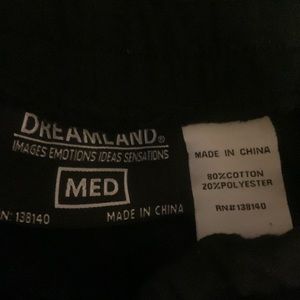 DREAMLAND®
IMAGES EMOTIONS IDEAS SENSATIONS
MED
N: 138140 MADE IN CHINA
MADE IN CHINA
80%COTTON
20%POLYESTER
RN#138140